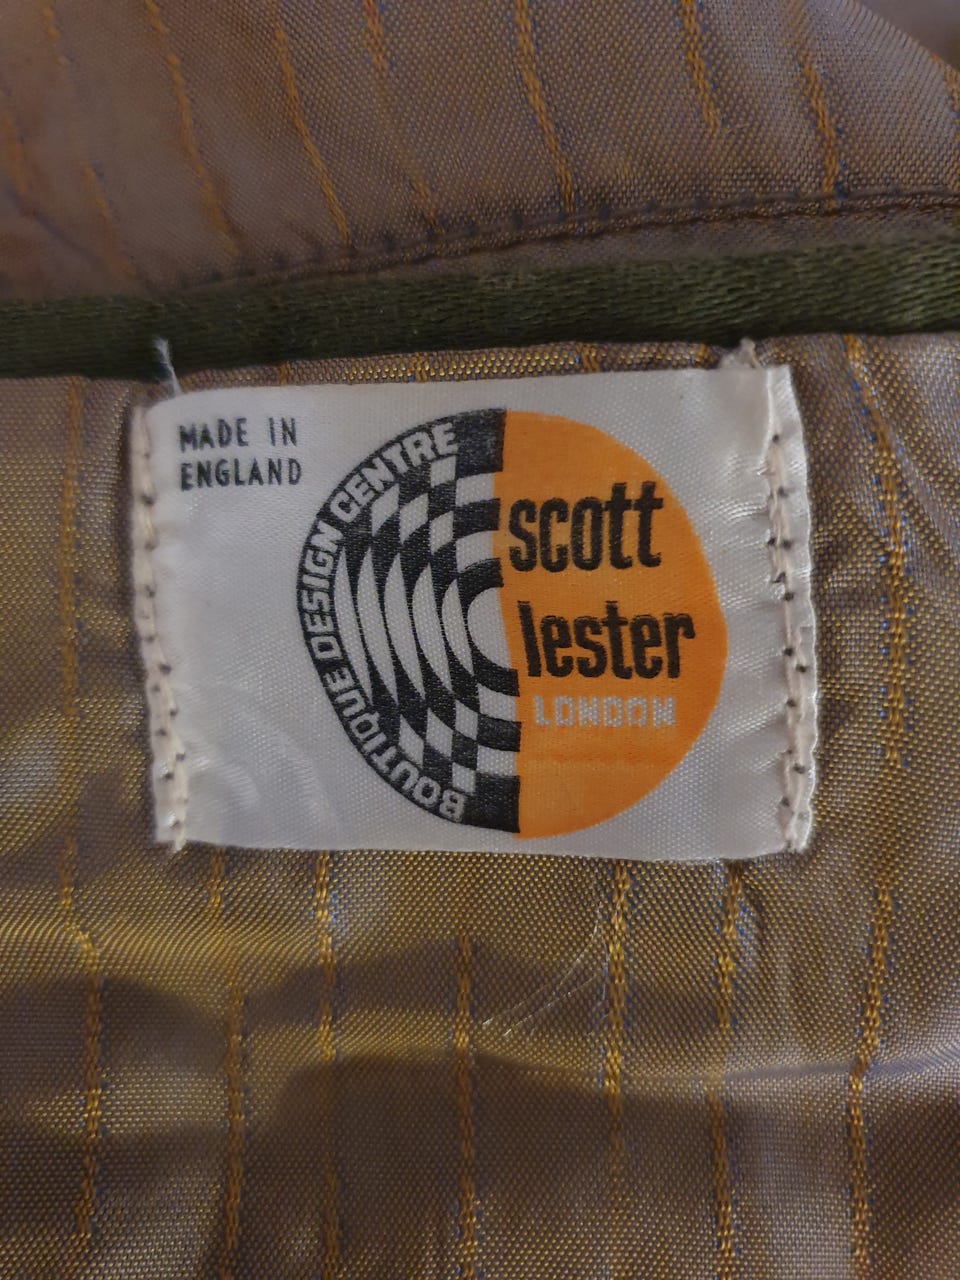 MADE IN
ENGLAND
BOUTIQUE DESIGN CENTRE
scott
lester
LONDON